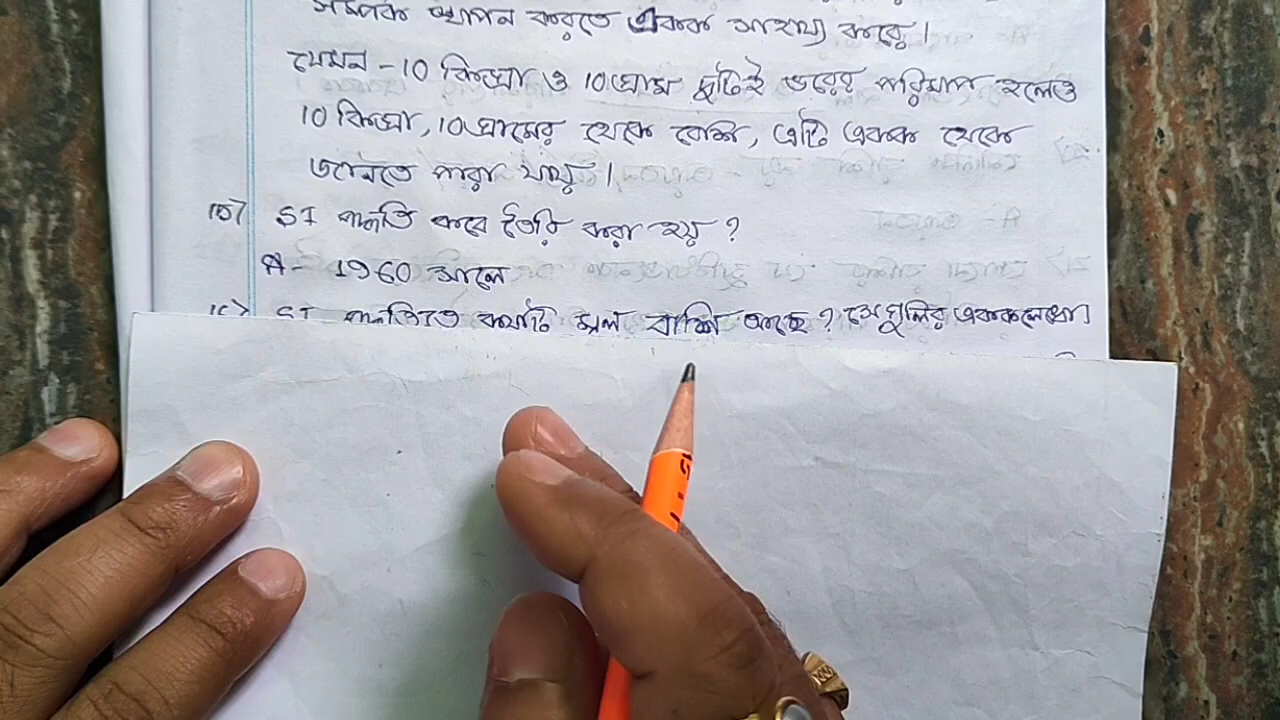 সম্পর্ক স্থাপন করতে একক সাহায্য করে।
যেমন - 10 কিগ্রা ও 10 গ্রাম দুটিই ভরের পরিমাপ হলেও
10 কিগ্রা, 10 গ্রামের থেকে বেশি, এটি একক থেকে
জানতে পারা যায়।
15) SI পদ্ধতি কবে তৈরি করা হয়?
A - 1960 সালে
16) SI পদ্ধতিতে কয়টি মূল রাশি আছে? সেগুলির একক লেখো।